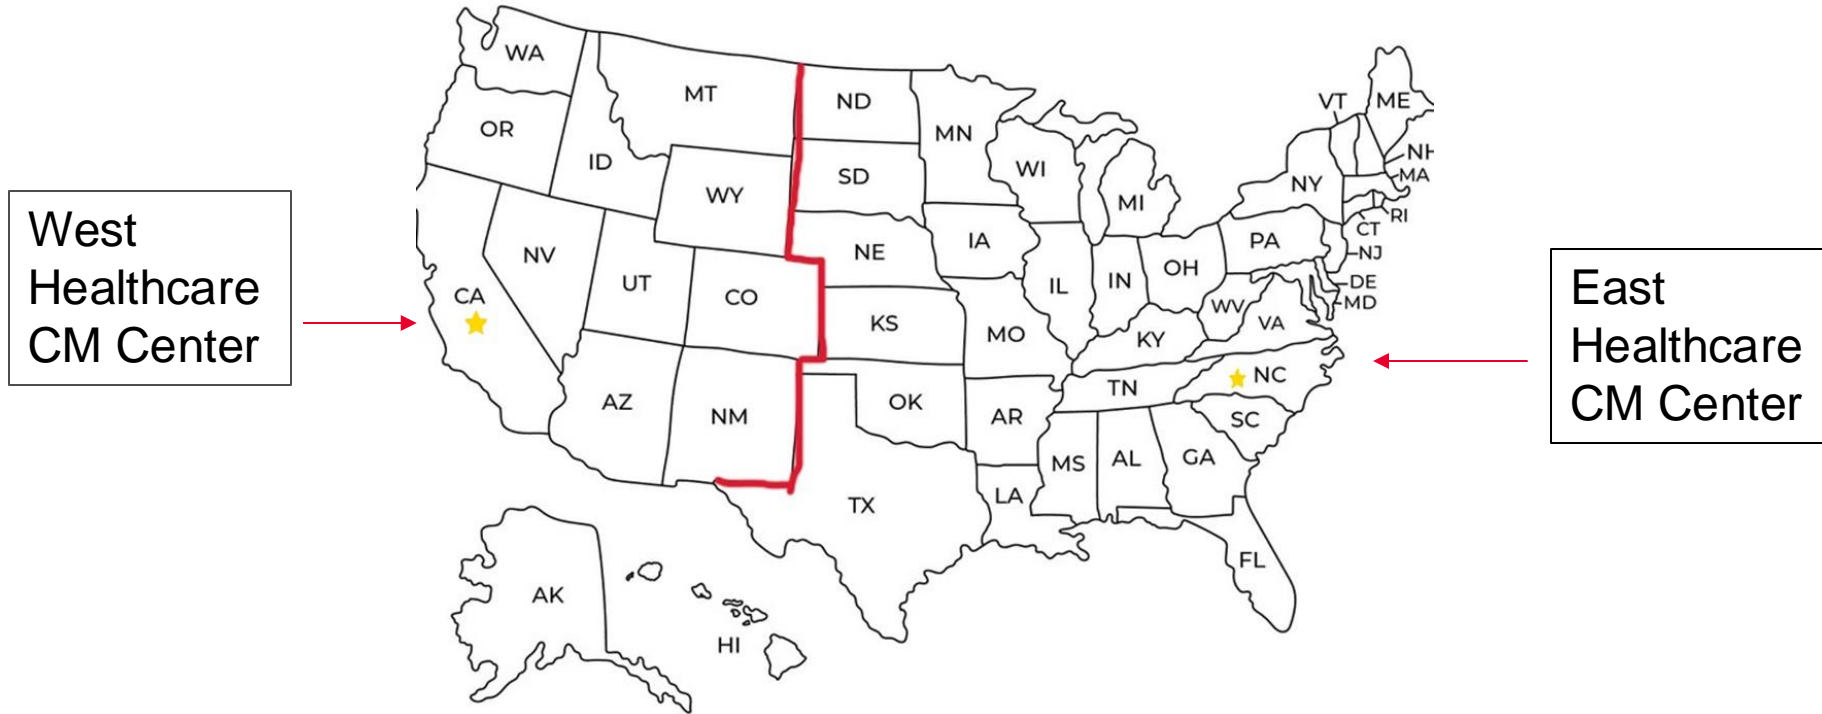 West
Healthcare
CM Center
East
Healthcare
CM Center
WA
OR
CA
NV
ID
MT
WY
UT
CO
AZ
NM
ND
SD
NE
KS
OK
TX
MN
IA
MO
AR
LA
WI
IL
MI
IN
OH
KY
TN
MS
AL
GA
FL
SC
NC
VA
WV
PA
NY
VT
ME
NH
MA
RI
CT
NJ
DE
MD
AK
HI